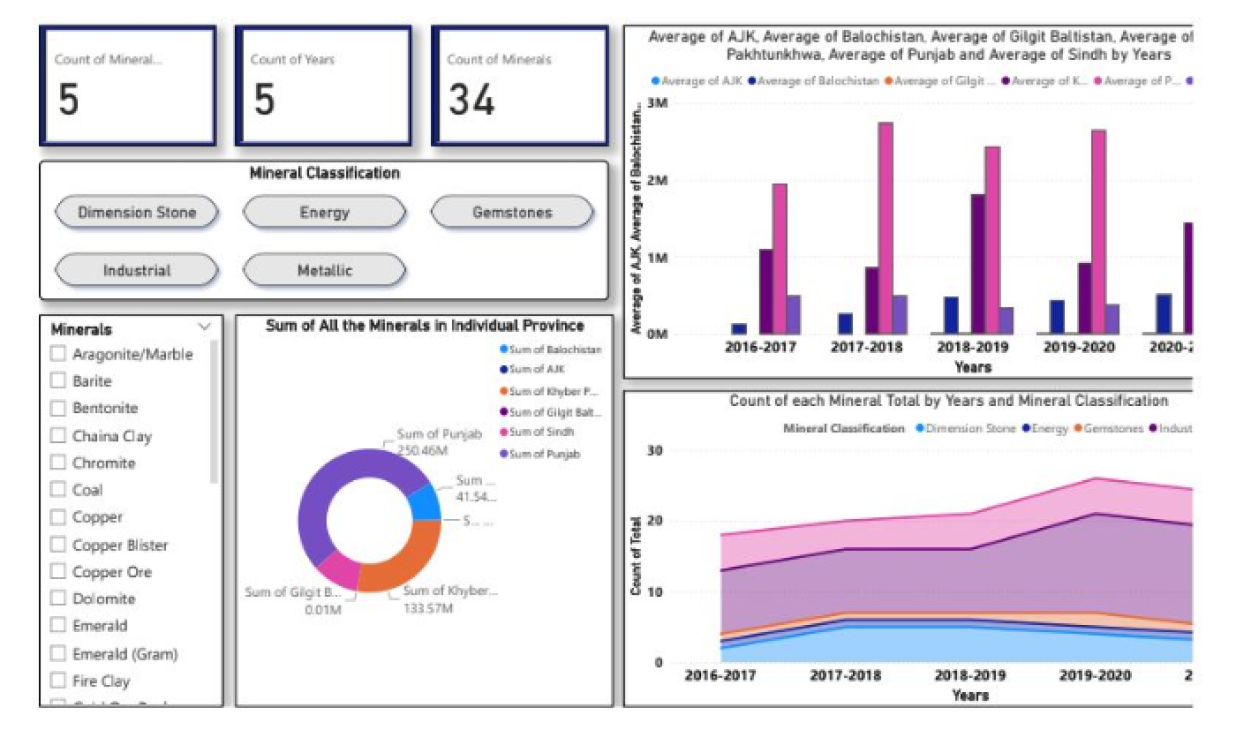 Count of Mineral...
5
Count of Years
5
Count of Minerals
34
Mineral Classification
Dimension Stone
Energy
Gemstones
Industrial
Metallic
Minerals
Aragonite/Marble
Barite
Bentonite
Chaina Clay
Chromite
Coal
Copper
Copper Blister
Copper Ore
Dolomite
Emerald
Emerald (Gram)
Fire Clay
Sum of All the Minerals in Individual Province
Sum of Balochistan
Sum of AJK
Sum of Khyber P...
Sum of Gilgit Balt...
Sum of Sindh
Sum of Punjab
Sum of Punjab
250.46M
Sum ...
41.54...
S... ...
Sum of Gilgit B...
0.01M
Sum of Khyber...
133.57M
Average of AJK, Average of Balochistan, Average of Gilgit Baltistan, Average of
Pakhtunkhwa, Average of Punjab and Average of Sindh by Years
Average of AJK Average of Balochistan Average of Gilgit ... Average of K... Average of P...
Average of AJK, Average of Balochistan...
3M
2M
1M
0M
2016-2017 2017-2018 2018-2019 2019-2020 2020-2
Years
Count of each Mineral Total by Years and Mineral Classification
Mineral Classification Dimension Stone Energy Gemstones Indust
Count of Total
30
20
10
0
2016-2017 2017-2018 2018-2019 2019-2020 2
Years